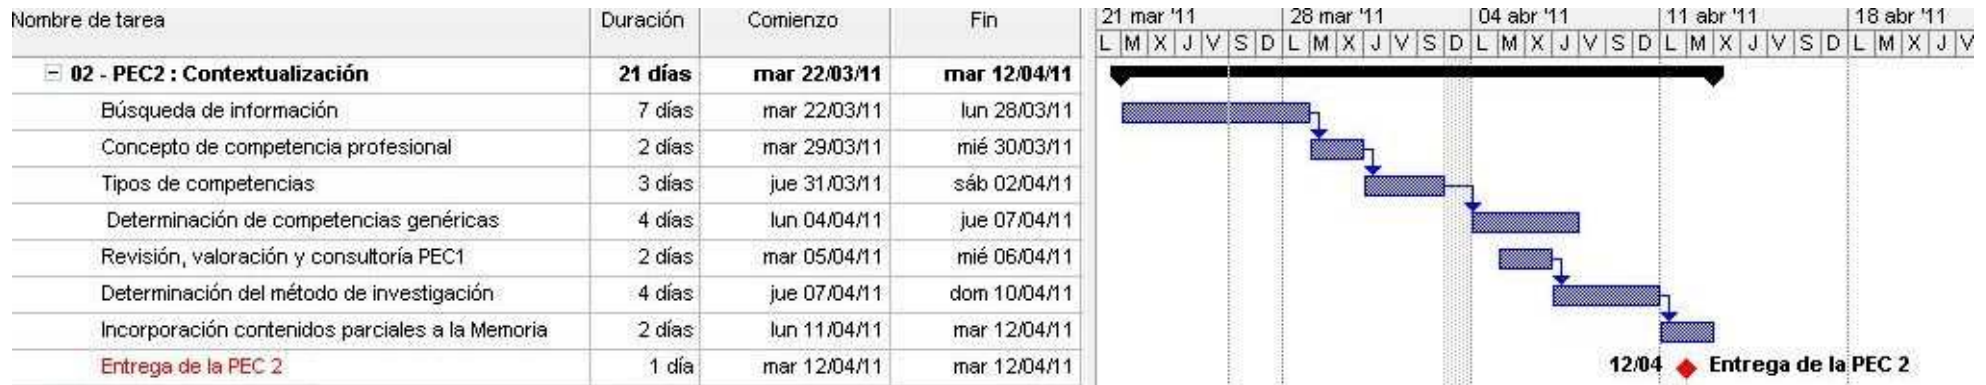 Nombre de tarea Duración Comienzo Fin 21 mar '11 28 mar '11 04 abr '11 11 abr '11 18 abr '11
L M X J V S D L M X J V S D L M X J V S D L M X J V S D L M X J V
02 - PEC2 : Contextualización 21 días mar 22/03/11 mar 12/04/11
Búsqueda de información 7 días mar 22/03/11 lun 28/03/11
Concepto de competencia profesional 2 días mar 29/03/11 mié 30/03/11
Tipos de competencias 3 días jue 31/03/11 sáb 02/04/11
Determinación de competencias genéricas 4 días lun 04/04/11 jue 07/04/11
Revisión, valoración y consultoría PEC1 2 días mar 05/04/11 mié 06/04/11
Determinación del método de investigación 4 días jue 07/04/11 dom 10/04/11
Incorporación contenidos parciales a la Memoria 2 días lun 11/04/11 mar 12/04/11
Entrega de la PEC 2 1 día mar 12/04/11 mar 12/04/11 12/04 Entrega de la PEC 2